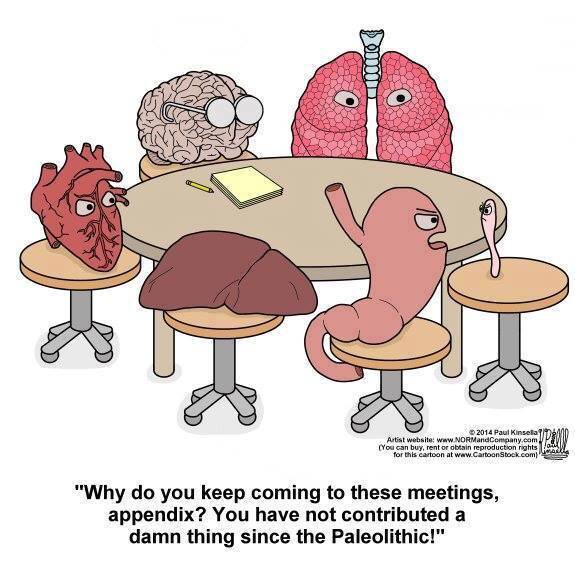 © 2014 Paul Kinsella
Artist website: www.NORMandCompany.com
(You can buy, rent or obtain reproduction rights
for this cartoon at www.CartoonStock.com)
Paul
Kinsella
"Why do you keep coming to these meetings,
appendix? You have not contributed a
damn thing since the Paleolithic!"